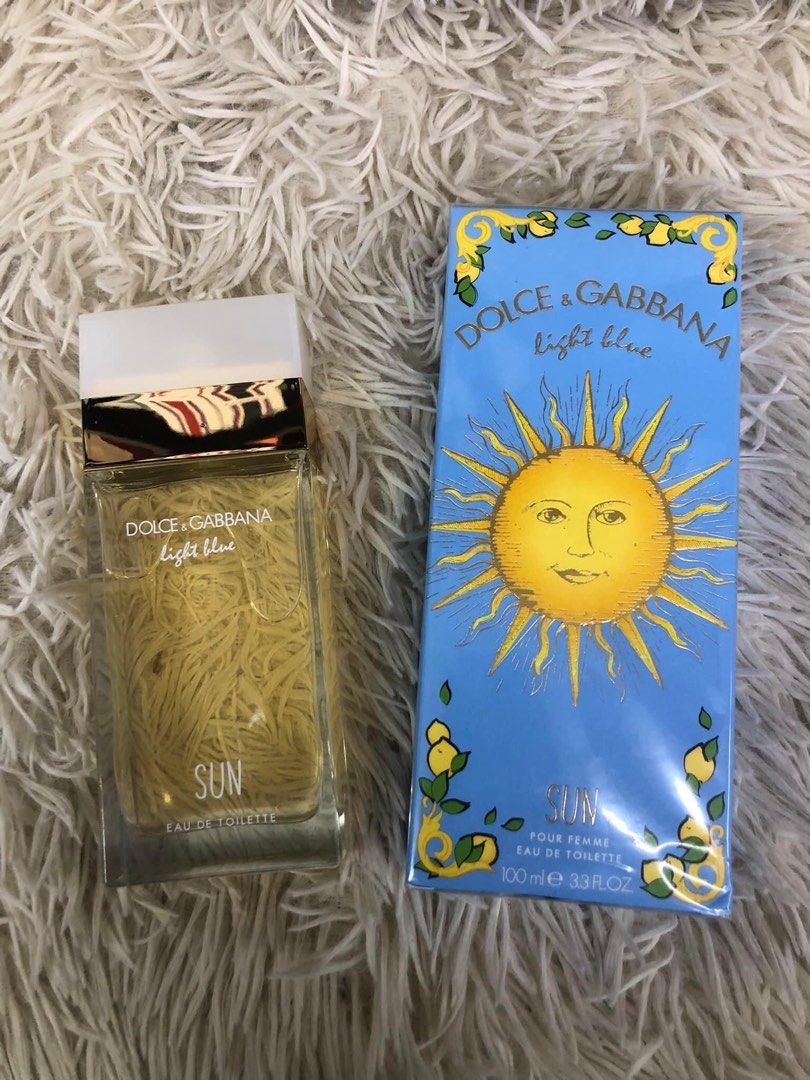 DOLCE & GABBANA
light blue
SUN
EAU DE TOILETTE
DOLCE & GABBANA
light blue
SUN
POUR FEMME
EAU DE TOILETTE
100 ml e 3.3 FL.OZ.